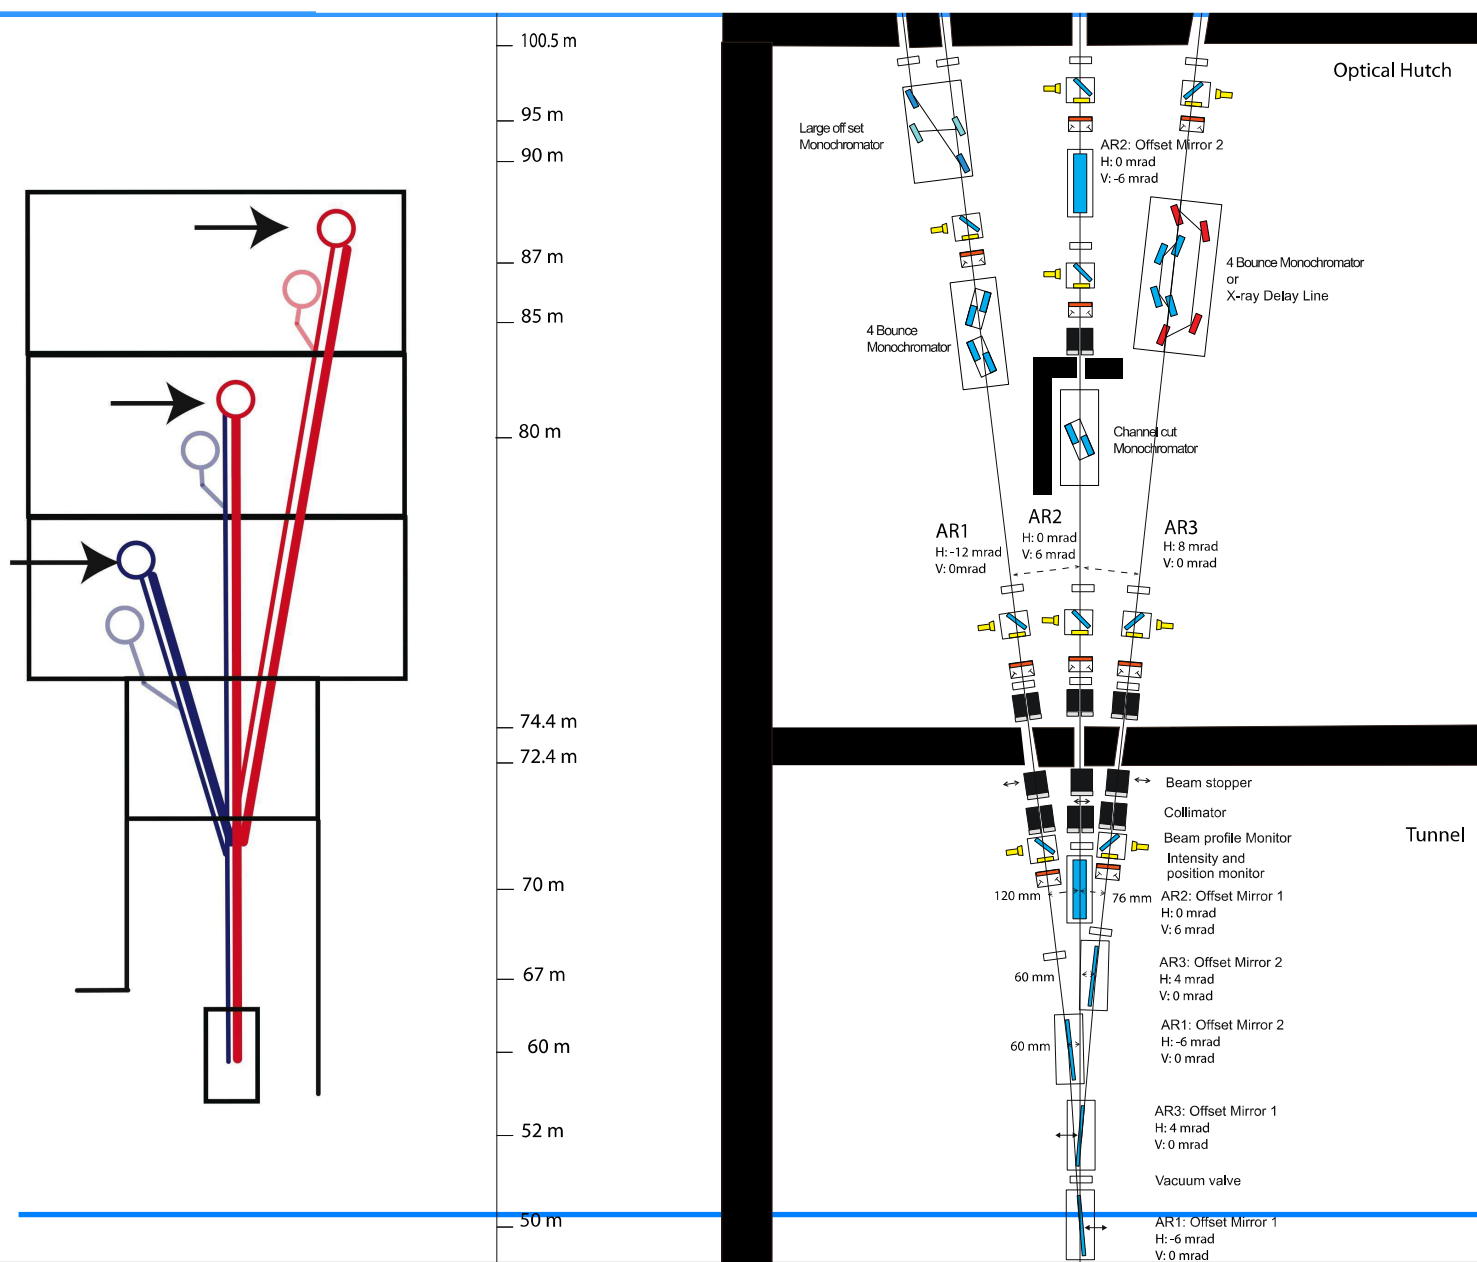 100.5 m
95 m
90 m
87 m
85 m
80 m
74.4 m
72.4 m
70 m
67 m
60 m
52 m
50 m
Optical Hutch
Large off set
Monochromator
AR2: Offset Mirror 2
H: 0 mrad
V: -6 mrad
4 Bounce Monochromator
or
X-ray Delay Line
4 Bounce
Monochromator
Channel cut
Monochromator
AR1
H: -12 mrad
V: 0mrad
AR2
H: 0 mrad
V: 6 mrad
AR3
H: 8 mrad
V: 0 mrad
Beam stopper
Collimator
Tunnel
Beam profile Monitor
Intensity and
position monitor
120 mm
76 mm
AR2: Offset Mirror 1
H: 0 mrad
V: 6 mrad
60 mm
AR3: Offset Mirror 2
H: 4 mrad
V: 0 mrad
60 mm
AR1: Offset Mirror 2
H: -6 mrad
V: 0 mrad
AR3: Offset Mirror 1
H: 4 mrad
V: 0 mrad
Vacuum valve
AR1: Offset Mirror 1
H: -6 mrad
V: 0 mrad